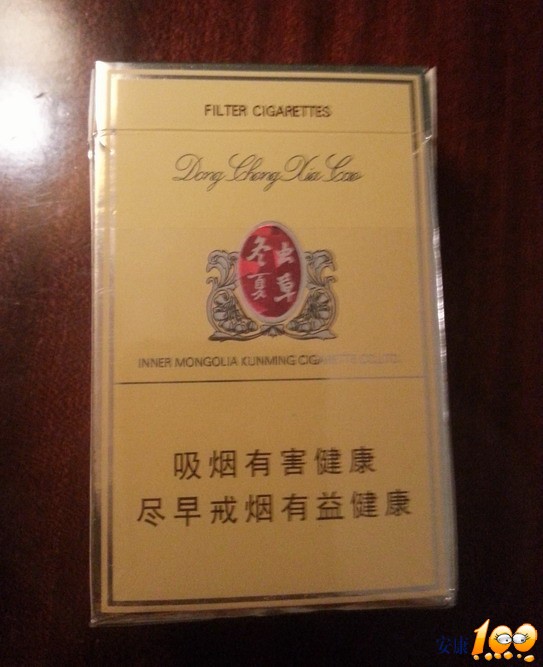 FILTER CIGARETTES
Dong Chong Xia Cao
冬虫
夏草
INNER MONGOLIA KUNMING CIGARETTE CO.,LTD.
吸烟有害健康
尽早戒烟有益健康
安康100